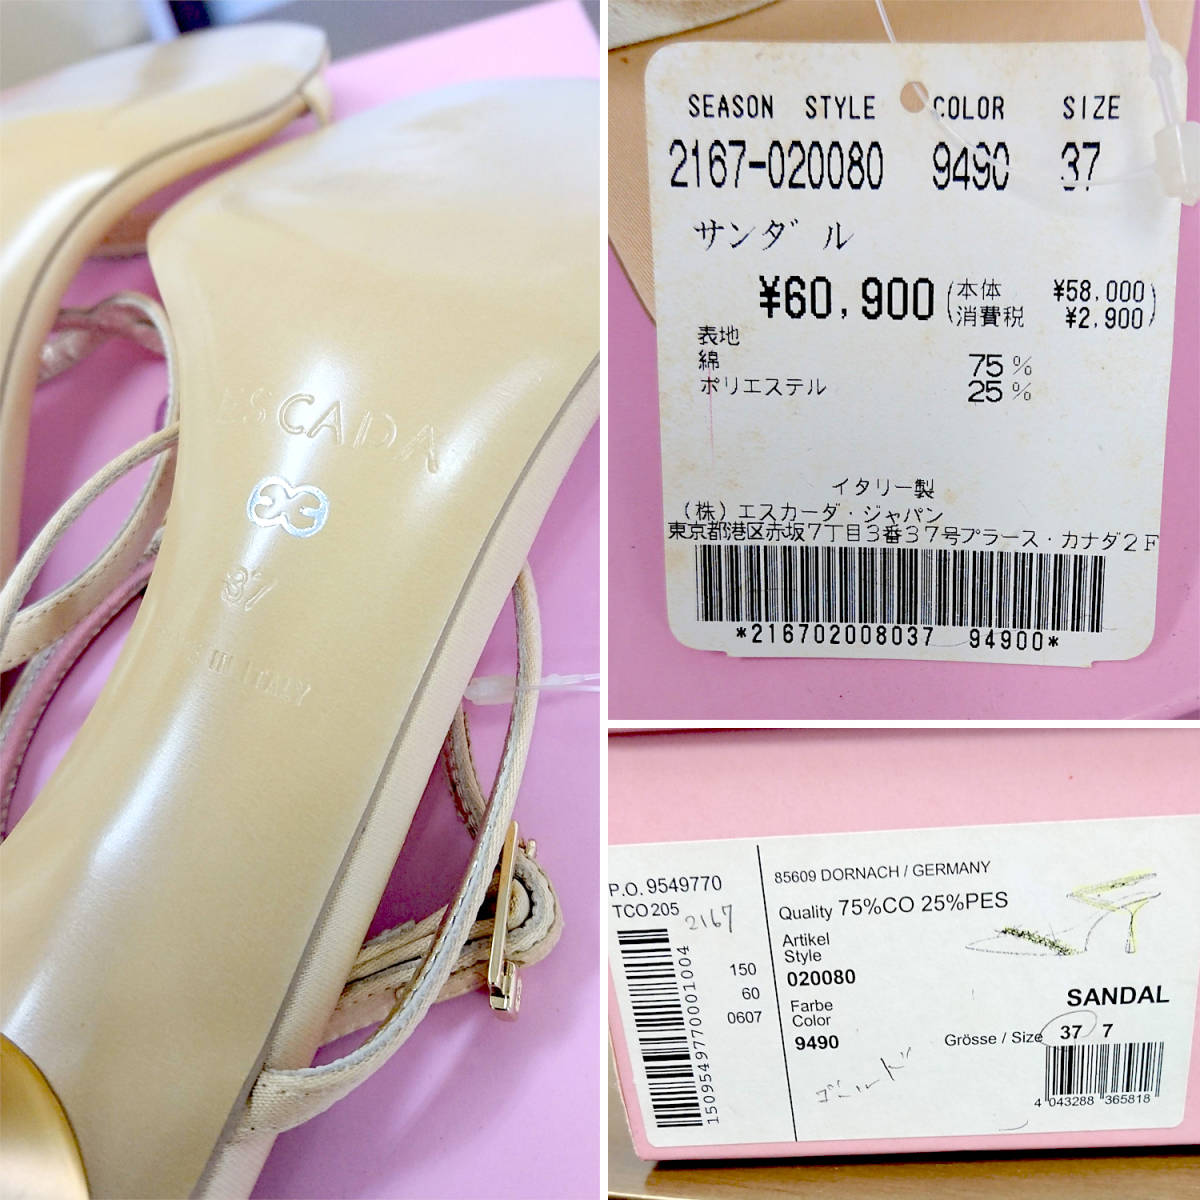 ESCADA
37
IN ITALY
SEASON STYLE COLOR SIZE
2167-020080 9490 37
サンダル
¥60,900 (本体 ¥58,000)
(消費税 ¥2,900)
表地
綿 75%
ポリエステル 25%
イタリー製
(株)エスカーダ・ジャパン
東京都港区赤坂7丁目3番37号プラース・カナダ2F
*216702008037 94900*
P.O. 9549770
TCO 205
2167
1509549770001004
150
60
0607
85609 DORNACH / GERMANY
Quality 75%CO 25%PES
Artikel
Style
020080
Farbe
Color
9490
ゴールド
SANDAL
Grösse / Size 37 7
4 043288 365818